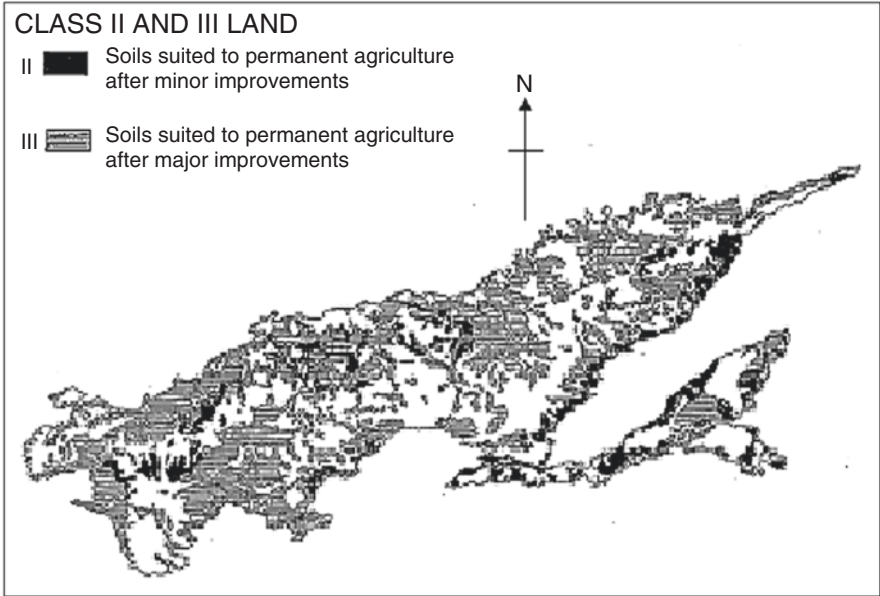 CLASS II AND III LAND
II Soils suited to permanent agriculture
after minor improvements
N
III Soils suited to permanent agriculture
after major improvements